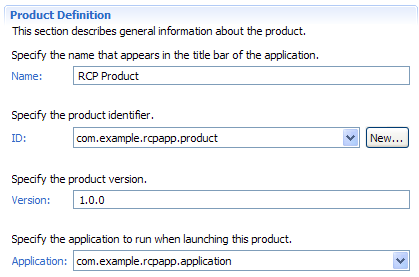 Product Definition
This section describes general information about the product.
Specify the name that appears in the title bar of the application.
Name: RCP Product
Specify the product identifier.
ID: com.example.rcpapp.product New...
Specify the product version.
Version: 1.0.0
Specify the application to run when launching this product.
Application: com.example.rcpapp.application